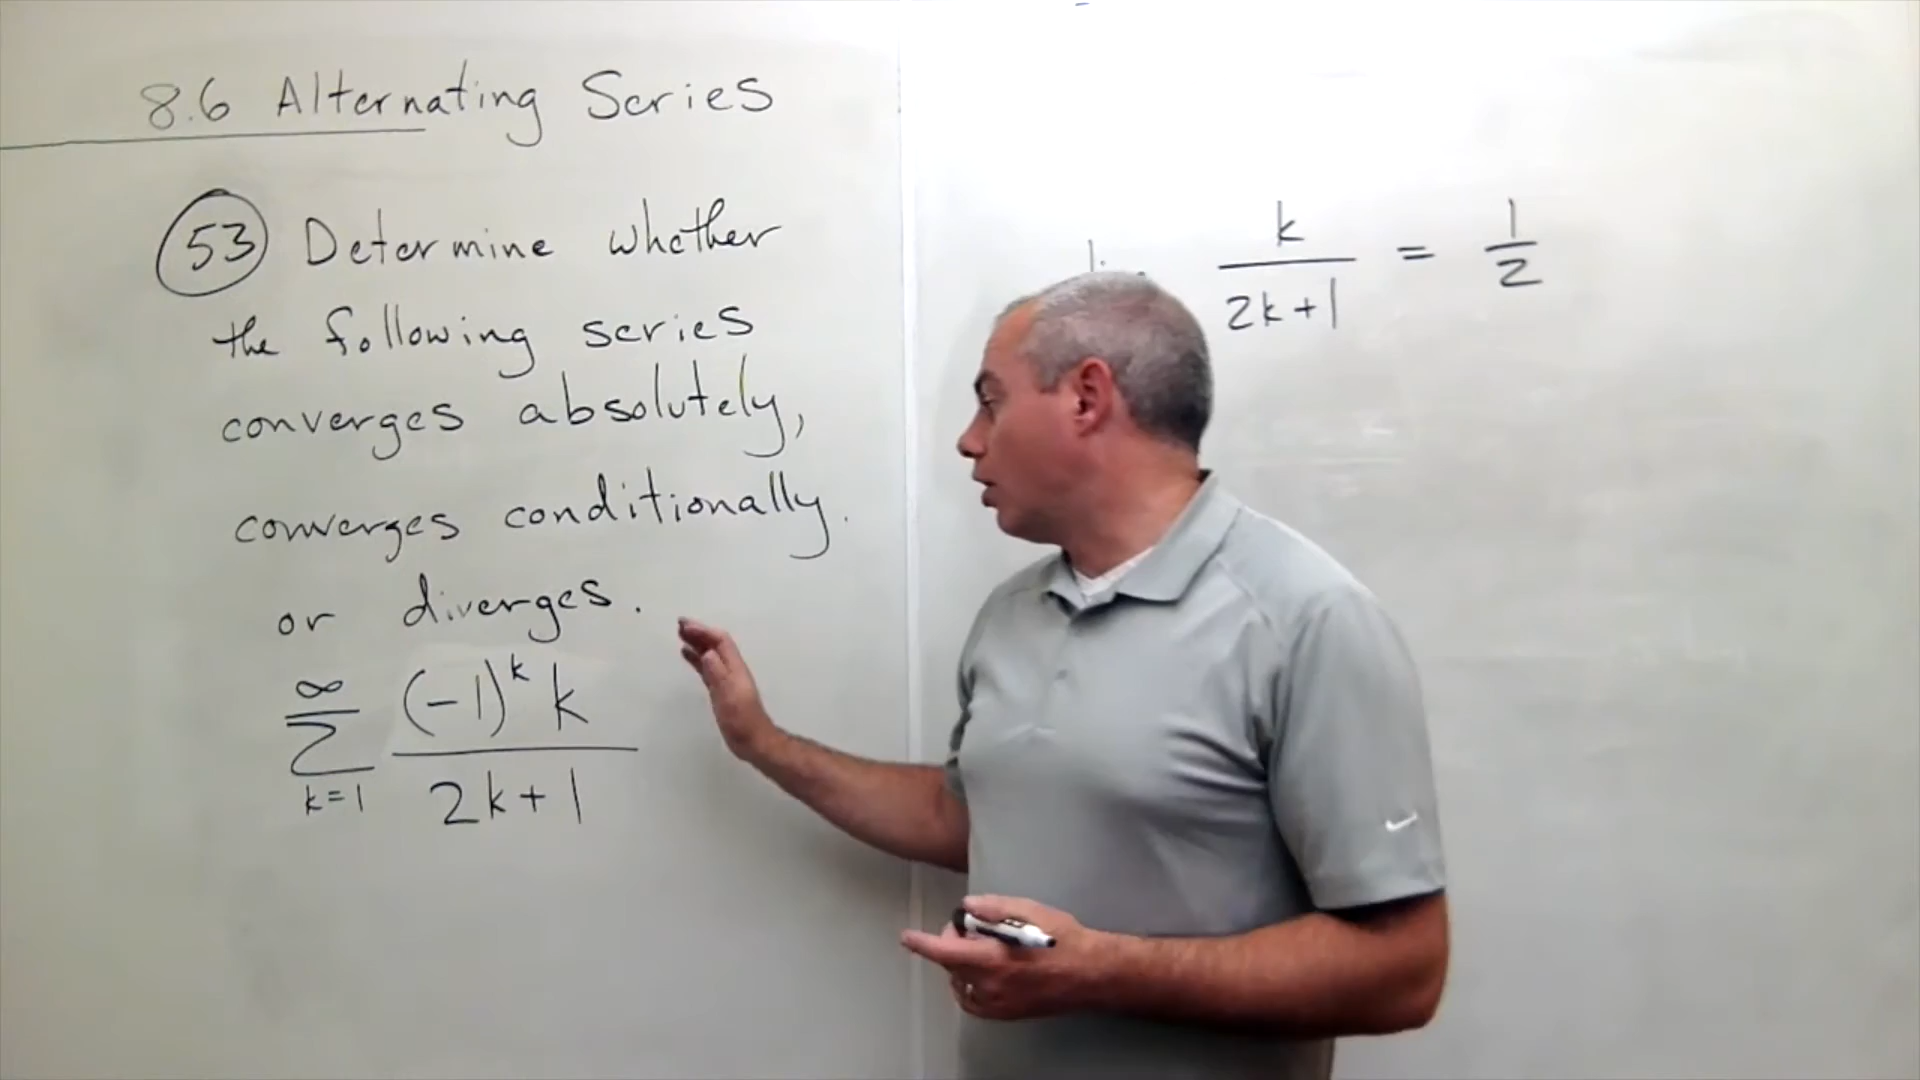 8.6 Alternating Series
53 Determine whether
the following series
converges absolutely,
converges conditionally.
or diverges.
∞
∑ (-1)^k k / 2k+1
k=1
k / 2k+1 = 1/2